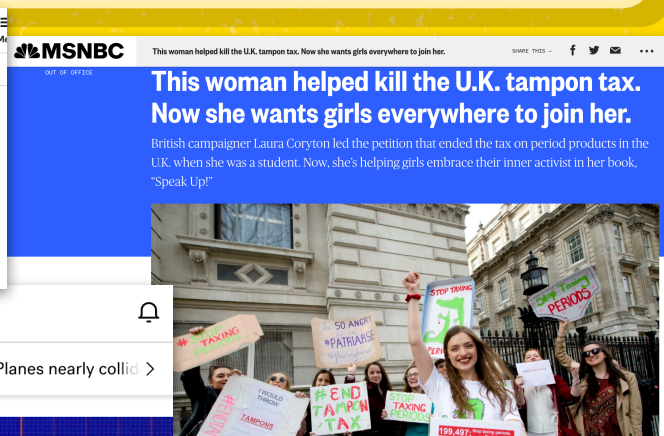 MSNBC
This woman helped kill the U.K. tampon tax. Now she wants girls everywhere to join her.
SHARE THIS
OUT OF OFFICE
This woman helped kill the U.K. tampon tax.
Now she wants girls everywhere to join her.
British campaigner Laura Coryton led the petition that ended the tax on period products in the
U.K. when she was a student. Now, she's helping girls embrace their inner activist in her book,
"Speak Up!"
Planes nearly collid
STOP TAXING
PERIODS
STOP TAXING
PERIO
TAXING
PERIODS
SO ANGRY
#PATRIARSE
I WOULD
THROW
TAMPONS
# END
TAMPON
TAX
STOP
TAXING
PERIODS
199,497: Stop taxing periods.